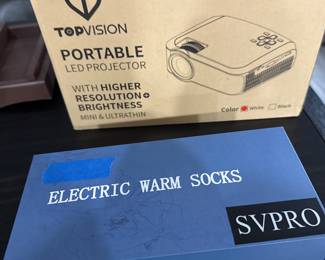 TOPVISION
PORTABLE
LED PROJECTOR
WITH HIGHER
RESOLUTION +
BRIGHTNESS
MINI & ULTRATHIN
Color White Black
ELECTRIC WARM SOCKS
SVPRO